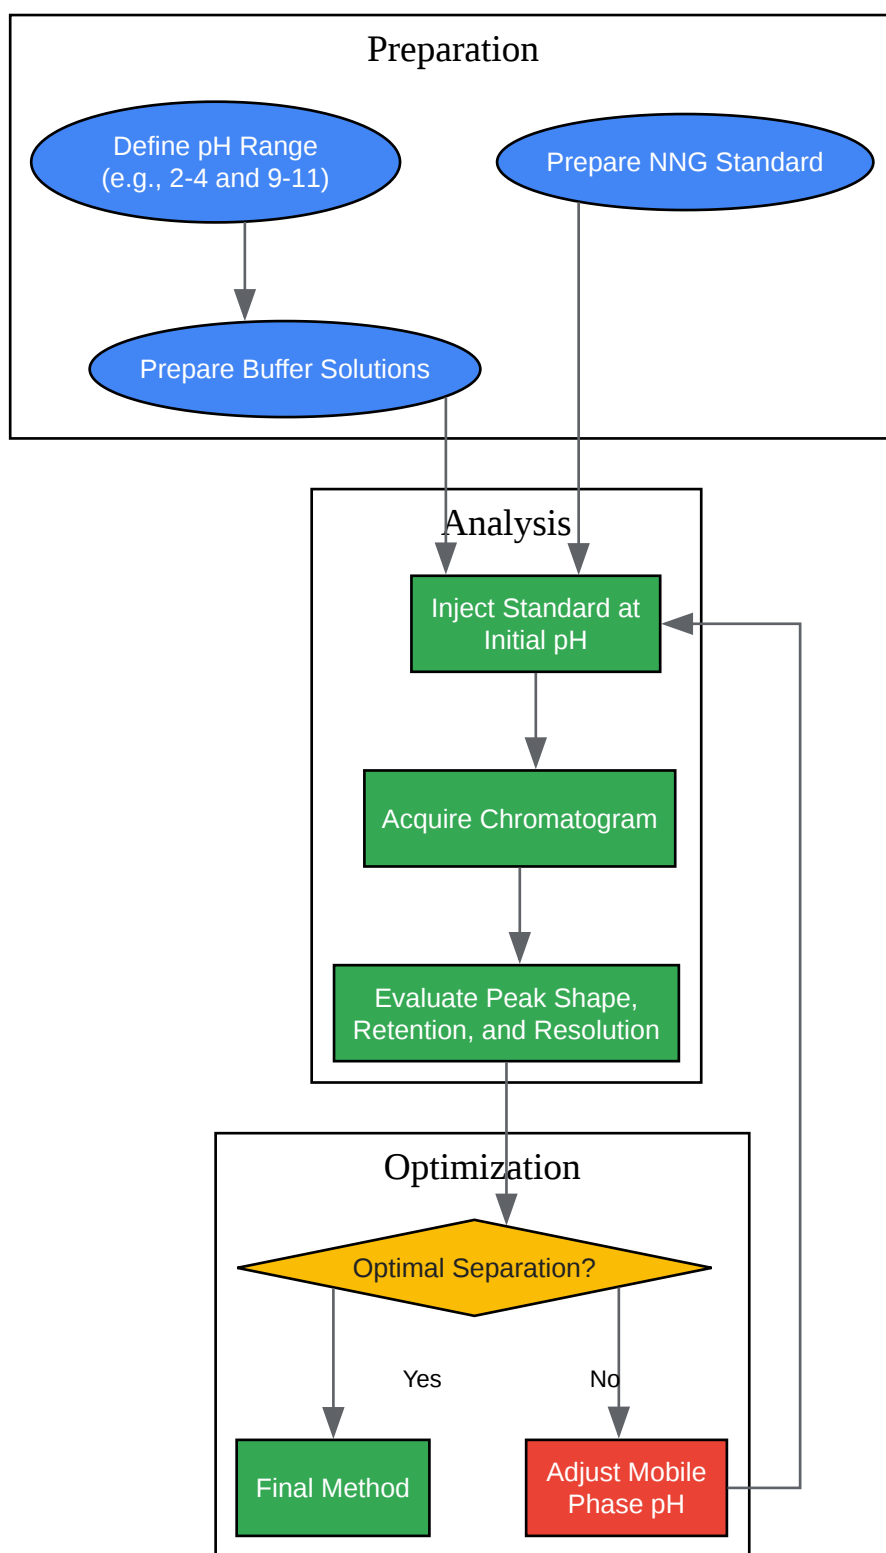 Preparation
Define pH Range
(e.g., 2-4 and 9-11)
Prepare NNG Standard
Prepare Buffer Solutions
Analysis
Inject Standard at
Initial pH
Acquire Chromatogram
Evaluate Peak Shape,
Retention, and Resolution
Optimization
Optimal Separation?
Yes
No
Final Method
Adjust Mobile
Phase pH